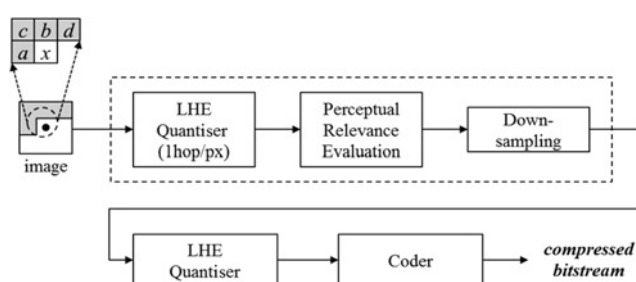 c b d
a x
image
LHE
Quantiser
(1hop/px)
Perceptual
Relevance
Evaluation
Down-
sampling
LHE
Quantiser
Coder
compressed
bitstream